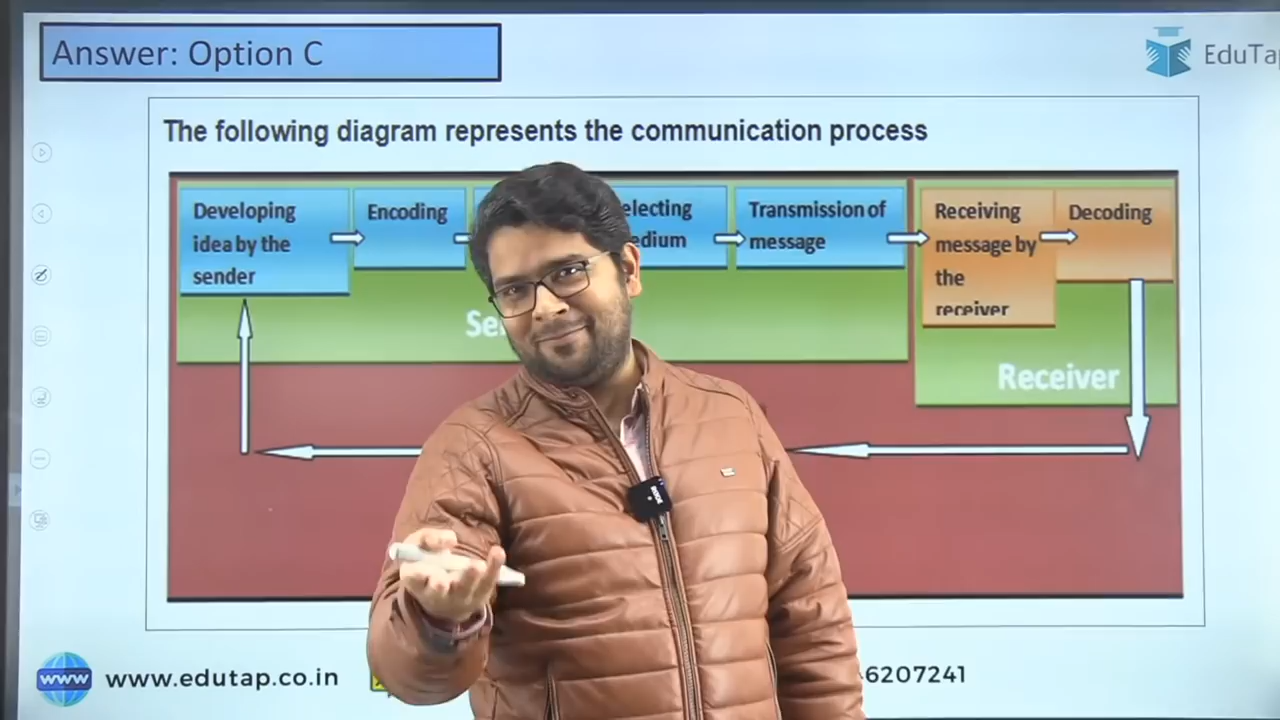 Answer: Option C
The following diagram represents the communication process
Developing
idea by the
sender
Encoding
Transmission of
message
Receiving
message by
the
receiver
Decoding
Receiver
www
www.edutap.co.in
6207241